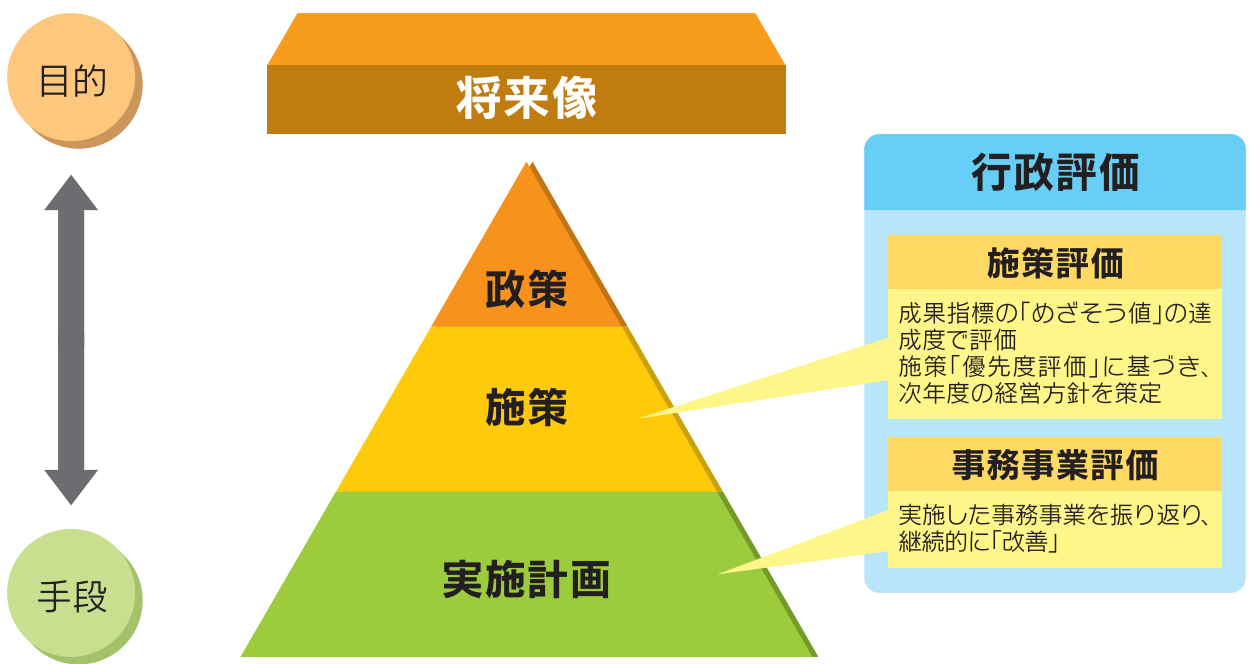 目的
将来像
行政評価
施策評価
成果指標の「めざそう値」の達
成度で評価
施策「優先度評価」に基づき、
次年度の経営方針を策定
政策
施策
事務事業評価
実施した事務事業を振り返り、
継続的に「改善」
実施計画
手段